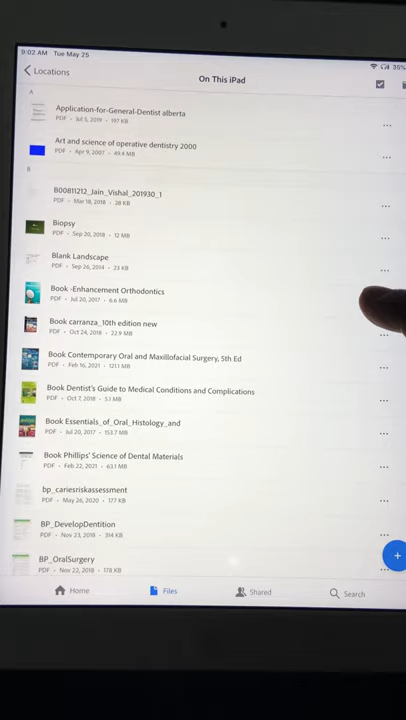 9:02 AM Tue May 25
35%
Locations
On This iPad
A
Application-for-General-Dentist alberta
PDF • Jul 5, 2019 • 197 KB
Art and science of operative dentistry 2000
PDF • Apr 9, 2007 • 49.4 MB
B
B00811212_Jain_Vishal_201930_1
PDF • Mar 18, 2018 • 28 KB
Biopsy
PDF • Sep 20, 2018 • 12 MB
Blank Landscape
PDF • Sep 26, 2014 • 23 KB
Book -Enhancement Orthodontics
PDF • Jul 20, 2017 • 6.6 MB
Book carranza_10th edition new
PDF • Oct 24, 2018 • 22.9 MB
Book Contemporary Oral and Maxillofacial Surgery, 5th Ed
PDF • Feb 16, 2021 • 121.1 MB
Book Dentist's Guide to Medical Conditions and Complications
PDF • Oct 7, 2018 • 5.1 MB
Book Essentials_of_Oral_Histology_and
PDF • Jul 20, 2017 • 153.7 MB
Book Phillips' Science of Dental Materials
PDF • Feb 22, 2021 • 63.1 MB
bp_cariesriskassessment
PDF • May 26, 2020 • 177 KB
BP_DevelopDentition
PDF • Nov 23, 2018 • 314 KB
BP_OralSurgery
PDF • Nov 22, 2018 • 178 KB
Home
Files
Shared
Search